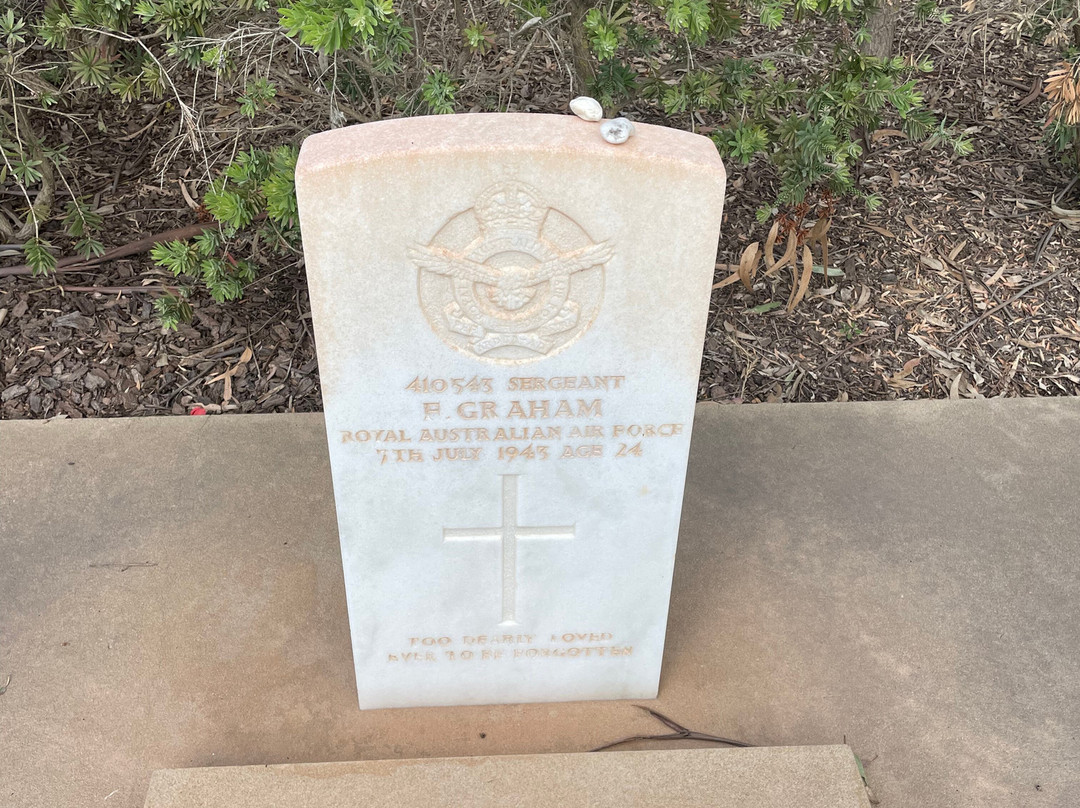 410543 SERGEANT
F. GRAHAM
ROYAL AUSTRALIAN AIR FORCE
7TH JULY 1943 AGE 24
TOO DEARLY LOVED
EVER TO BE FORGOTTEN